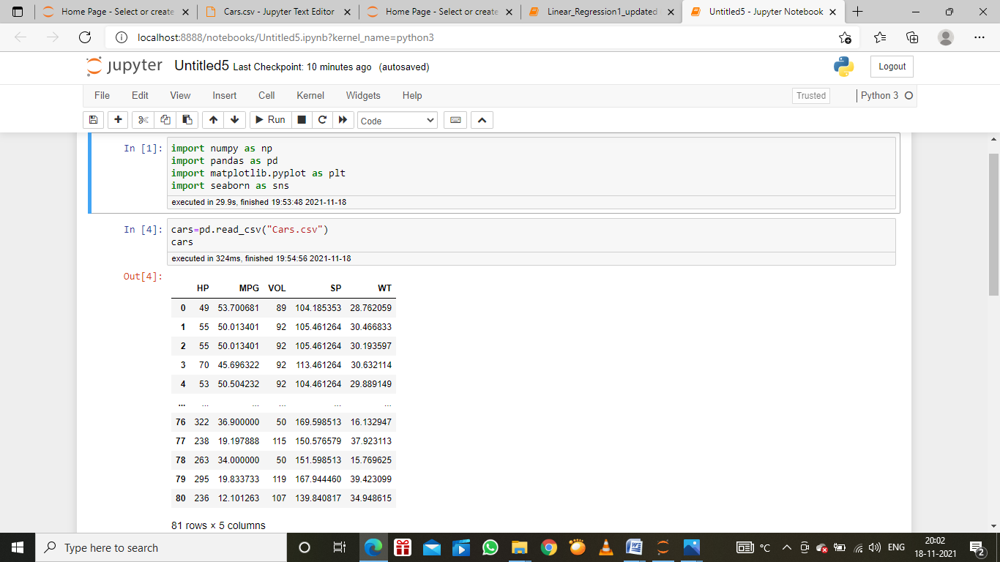 Home Page - Select or create
Cars.csv - Jupyter Text Editor
Home Page - Select or create
Linear_Regression1_updated
Untitled5 - Jupyter Notebook
localhost:8888/notebooks/Untitled5.ipynb?kernel_name=python3
jupyter Untitled5 Last Checkpoint: 10 minutes ago (autosaved)
Logout
File Edit View Insert Cell Kernel Widgets Help
Trusted
Python 3
Run
Code
In [1]:
import numpy as np
import pandas as pd
import matplotlib.pyplot as plt
import seaborn as sns
executed in 29.9s, finished 19:53:48 2021-11-18
In [4]:
cars=pd.read_csv("Cars.csv")
cars
executed in 324ms, finished 19:54:56 2021-11-18
Out[4]:
HP MPG VOL SP WT
0 49 53.700681 89 104.185353 28.762059
1 55 50.013401 92 105.461264 30.466833
2 55 50.013401 92 105.461264 30.193597
3 70 45.696322 92 113.461264 30.632114
4 53 50.504232 92 104.461264 29.889149
... ... ... ... ... ...
76 322 36.900000 50 169.598513 16.132947
77 238 19.197888 115 150.576579 37.923113
78 263 34.000000 50 151.598513 15.769625
79 295 19.833733 119 167.944460 39.423099
80 236 12.101263 107 139.840817 34.948615
81 rows × 5 columns
Type here to search
°C
ENG
20:02
18-11-2021
2